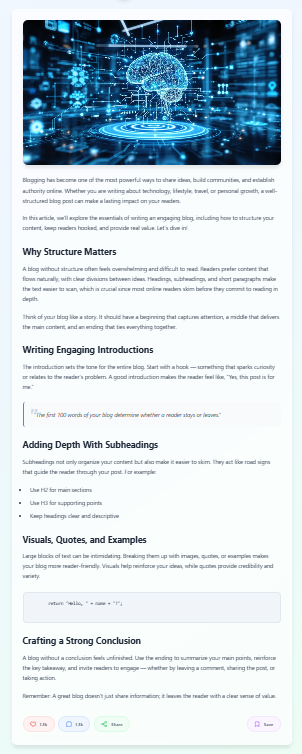 Blogging has become one of the most powerful ways to share ideas, build communities, and establish
authority online. Whether you are writing about technology, lifestyle, travel, or personal growth, a well-
structured blog post can make a lasting impact on your readers.
In this article, we'll explore the essentials of writing an engaging blog, including how to structure your
content, keep readers hooked, and provide real value. Let's dive in!
Why Structure Matters
A blog without structure often feels overwhelming and difficult to read. Readers prefer content that
flows naturally, with clear divisions between ideas. Headings, subheadings, and short paragraphs make
the text easier to scan, which is crucial since most online readers skim before they commit to reading in
depth.
Think of your blog like a story. It should have a beginning that captures attention, a middle that delivers
the main content, and an ending that ties everything together.
Writing Engaging Introductions
The introduction sets the tone for the entire blog. Start with a hook — something that sparks curiosity
or relates to the reader's problem. A good introduction makes the reader feel like, "Yes, this post is for
me."
"The first 100 words of your blog determine whether a reader stays or leaves."
Adding Depth With Subheadings
Subheadings not only organize your content but also make it easier to skim. They act like road signs
that guide the reader through your post. For example:
• Use H2 for main sections
• Use H3 for supporting points
• Keep headings clear and descriptive
Visuals, Quotes, and Examples
Large blocks of text can be intimidating. Breaking them up with images, quotes, or examples makes
your blog more reader-friendly. Visuals help reinforce your ideas, while quotes provide credibility and
variety.
return "Hello, " + name + "!";
Crafting a Strong Conclusion
A blog without a conclusion feels unfinished. Use the ending to summarize your main points, reinforce
the key takeaway, and invite readers to engage — whether by leaving a comment, sharing the post, or
taking action.
Remember: A great blog doesn't just share information; it leaves the reader with a clear sense of value.
Share
Save